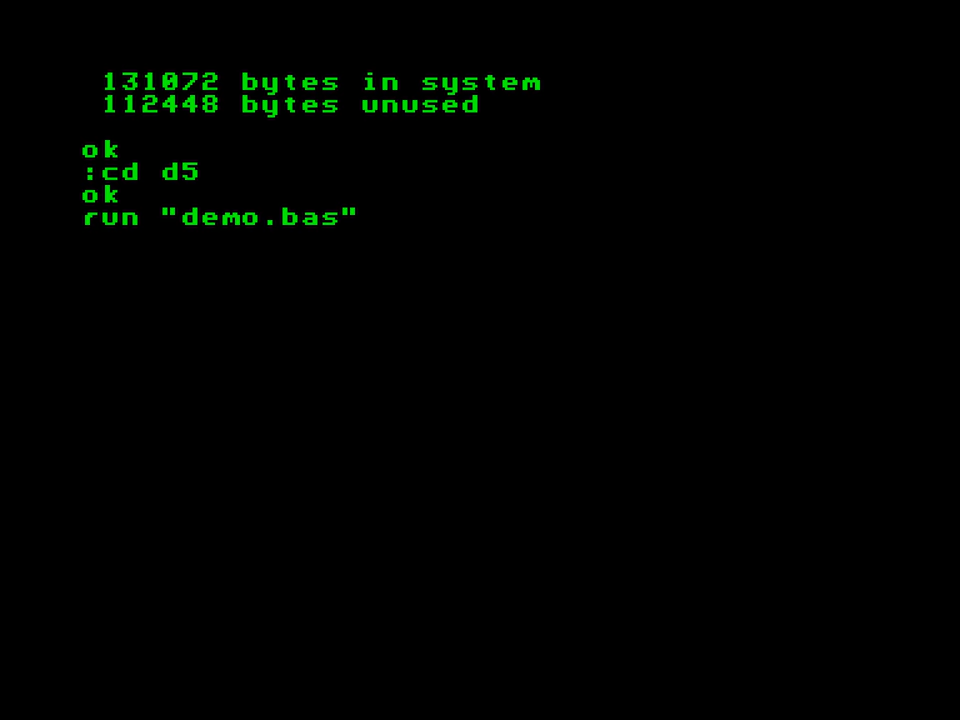 131072 bytes in system
112448 bytes unused
ok
:cd d5
ok
run "demo.bas"